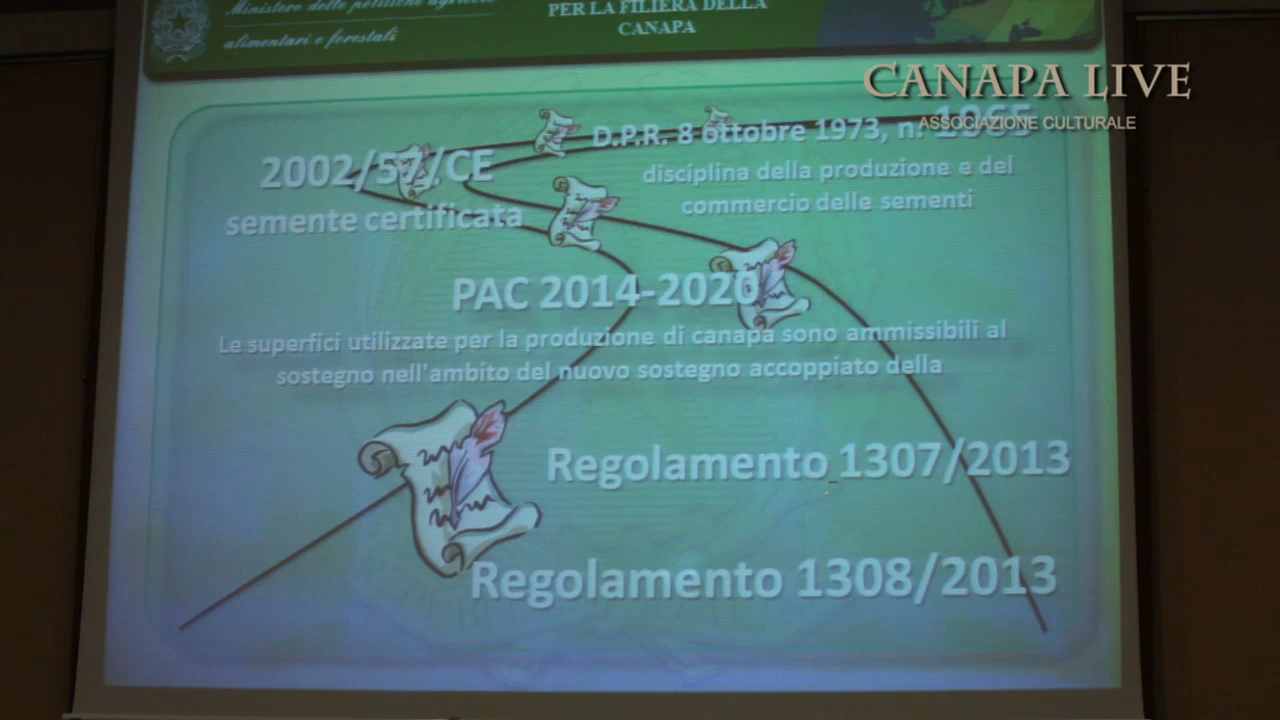 Ministero delle politiche agricole
alimentari e forestali
PER LA FILIERA DELLA
CANAPA
CANAPA LIVE
ASSOCIAZIONE CULTURALE
D.P.R. 8 ottobre 1973, n. 1065
disciplina della produzione e del
commercio delle sementi
2002/57/CE
semente certificata
PAC 2014-2020
Le superfici utilizzate per la produzione di canapa sono ammissibili al
sostegno nell'ambito del nuovo sostegno accoppiato della
Regolamento 1307/2013
Regolamento 1308/2013